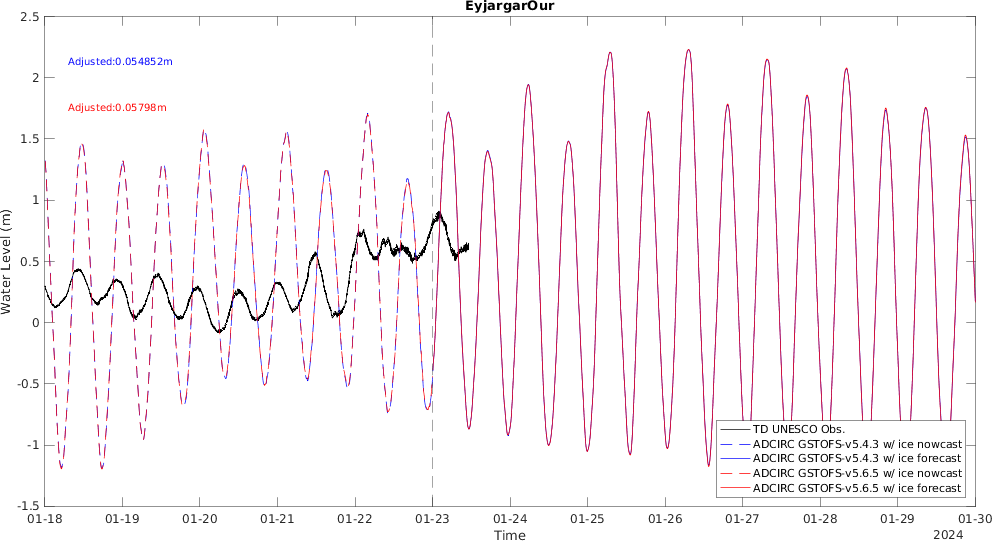 EyjargarOur
2.5
Adjusted:0.054852m
2
Adjusted:0.05798m
1.5
1
0.5
0
-0.5
-1
-1.5
Water Level (m)
TD UNESCO Obs.
ADCIRC GSTOFS-v5.4.3 w/ ice nowcast
ADCIRC GSTOFS-v5.4.3 w/ ice forecast
ADCIRC GSTOFS-v5.6.5 w/ ice nowcast
ADCIRC GSTOFS-v5.6.5 w/ ice forecast
01-18 01-19 01-20 01-21 01-22 01-23 01-24 01-25 01-26 01-27 01-28 01-29 01-30
Time
2024